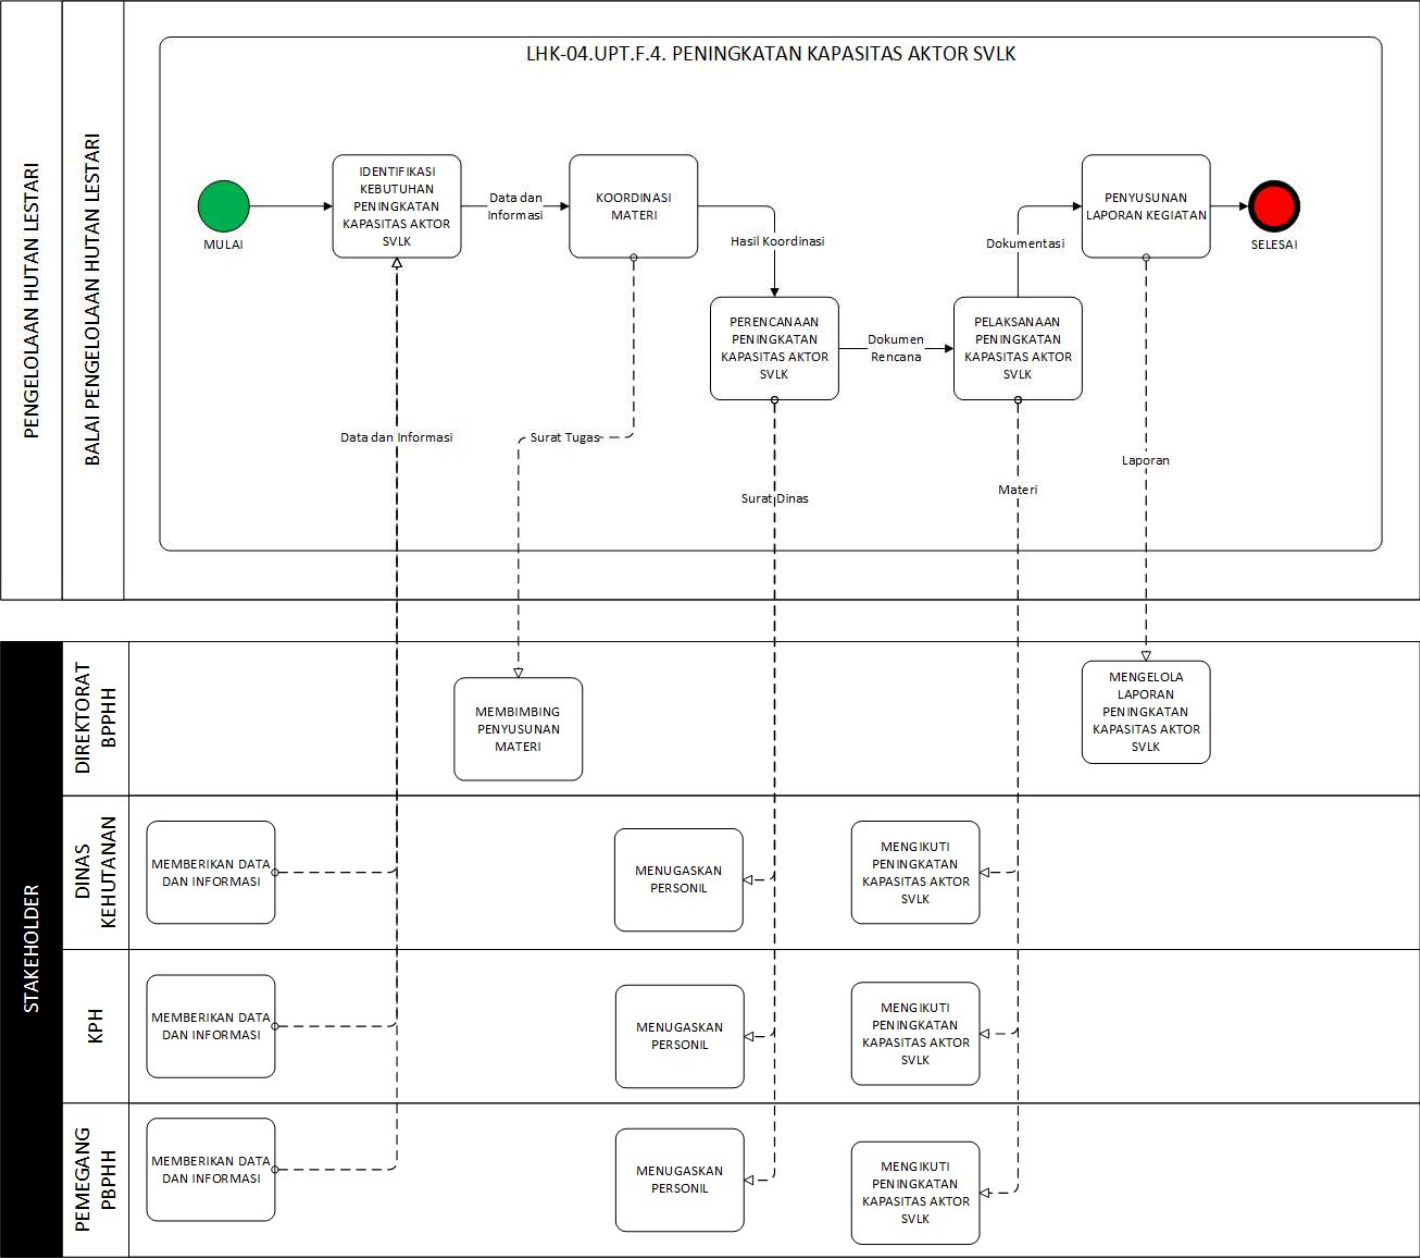 PENGELOLAAN HUTAN LESTARI
BALAI PENGELOLAAN HUTAN LESTARI
LHK-04.UPT.F.4. PENINGKATAN KAPASITAS AKTOR SVLK
MULAI
IDENTIFIKASI
KEBUTUHAN
PENINGKATAN
KAPASITAS AKTOR
SVLK
Data dan
Informasi
KOORDINASI
MATERI
Hasil Koordinasi
PERENCANAAN
PENINGKATAN
KAPASITAS AKTOR
SVLK
Dokumen
Rencana
PELAKSANAAN
PENINGKATAN
KAPASITAS AKTOR
SVLK
Dokumentasi
PENYUSUNAN
LAPORAN KEGIATAN
SELESAI
Data dan Informasi
Surat Tugas
Surat Dinas
Materi
Laporan
STAKEHOLDER
DIREKTORAT
BPPHH
MEMBIMBING
PENYUSUNAN
MATERI
MENGELOLA
LAPORAN
PENINGKATAN
KAPASITAS AKTOR
SVLK
DINAS
KEHUTANAN
MEMBERIKAN DATA
DAN INFORMASI
MENUGASKAN
PERSONIL
MENGIKUTI
PENINGKATAN
KAPASITAS AKTOR
SVLK
KPH
MEMBERIKAN DATA
DAN INFORMASI
MENUGASKAN
PERSONIL
MENGIKUTI
PENINGKATAN
KAPASITAS AKTOR
SVLK
PEMEGANG
PBPHH
MEMBERIKAN DATA
DAN INFORMASI
MENUGASKAN
PERSONIL
MENGIKUTI
PENINGKATAN
KAPASITAS AKTOR
SVLK